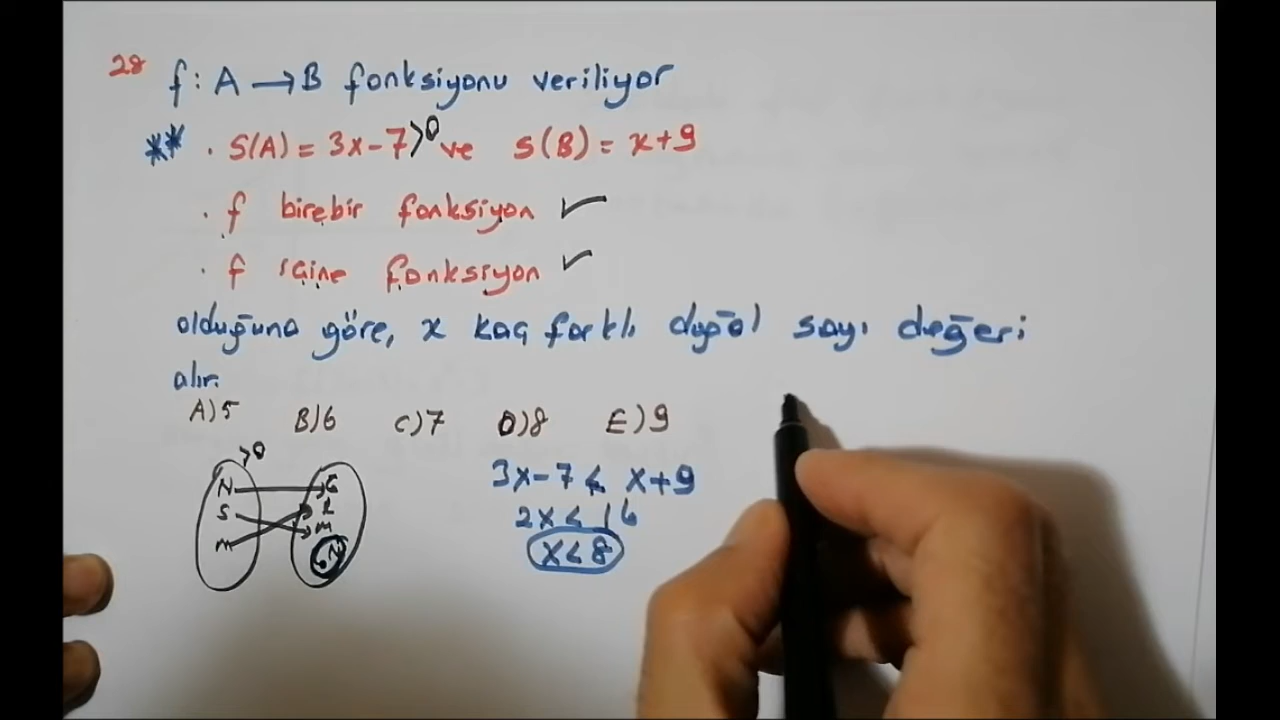 28 f: A → B fonksiyonu veriliyor
** . S(A) = 3x-7>0 ve s(B) = x+9
. f birebir fonksiyon ✓
. f içine fonksiyon ✓
olduğuna göre, x kaç farklı doğal sayı değeri
alır.
A)5 B)6 C)7 D)8 E)9
>0
N
S
m
m
N
3x-7 < x+9
2x < 16
x < 8